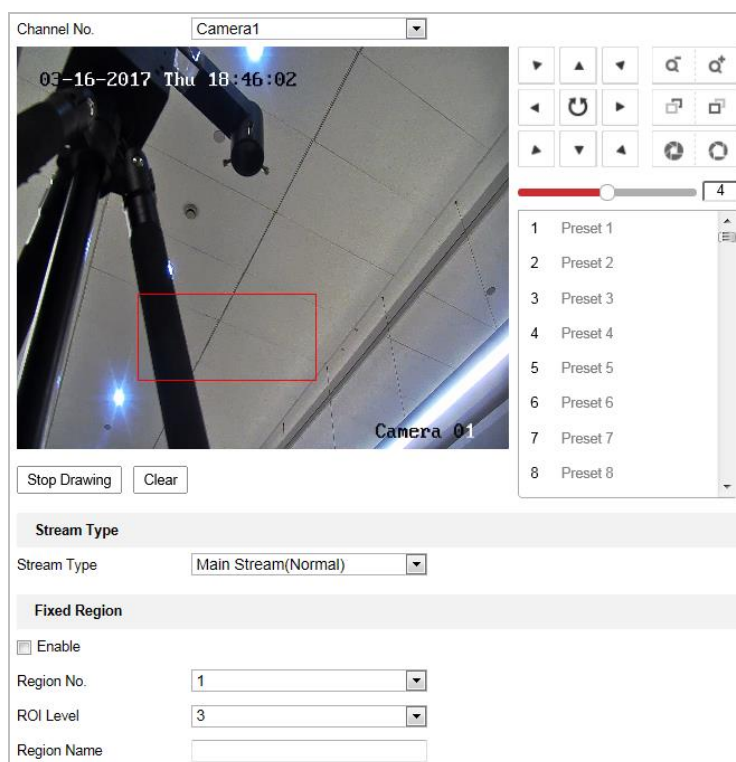 Channel No. Camera1
03-16-2017 Thu 18:46:02
4
1 Preset 1
2 Preset 2
3 Preset 3
4 Preset 4
5 Preset 5
6 Preset 6
7 Preset 7
8 Preset 8
Camera 01
Stop Drawing Clear
Stream Type
Stream Type Main Stream(Normal)
Fixed Region
Enable
Region No. 1
ROI Level 3
Region Name